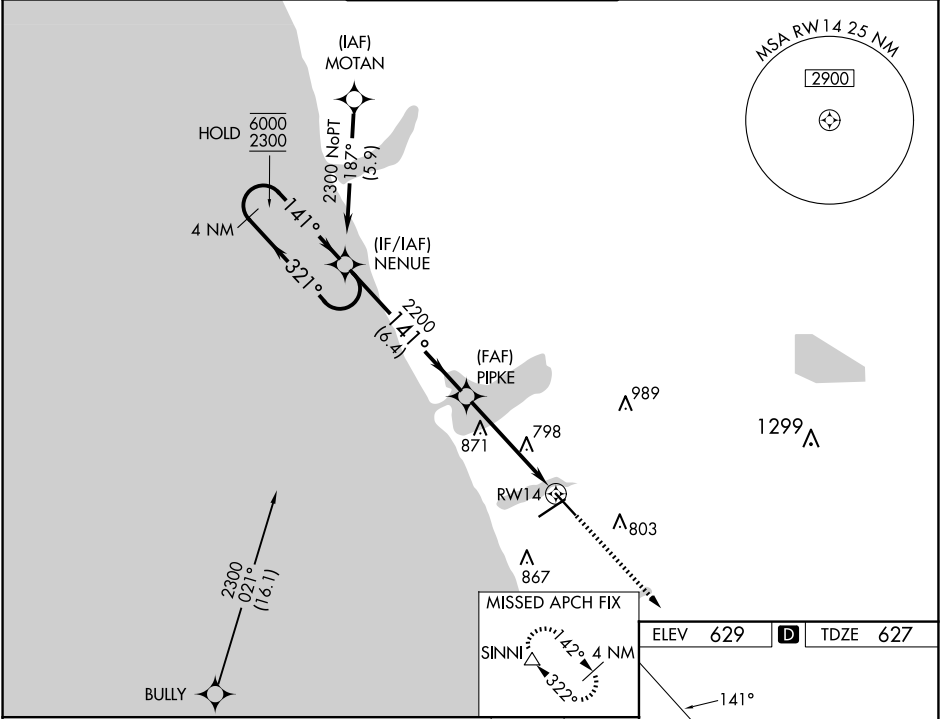 MSA RW14 25 NM
2900
(IAF)
MOTAN
HOLD
6000
2300
2300 NoPT
187°
(5.9)
4 NM
141°
321°
(IF/IAF)
NENUE
2200
141°
(6.4)
(FAF)
PIPKE
989
1299
871
798
RW14
803
867
2300
021°
(16.1)
BULLY
MISSED APCH FIX
SINNI
142°
4 NM
322°
ELEV 629 D TDZE 627
141°